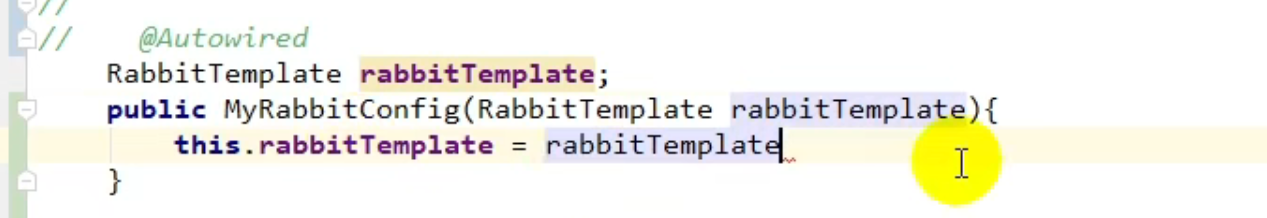 //
//    @Autowired
RabbitTemplate rabbitTemplate;
public MyRabbitConfig(RabbitTemplate rabbitTemplate){
this.rabbitTemplate = rabbitTemplate
}